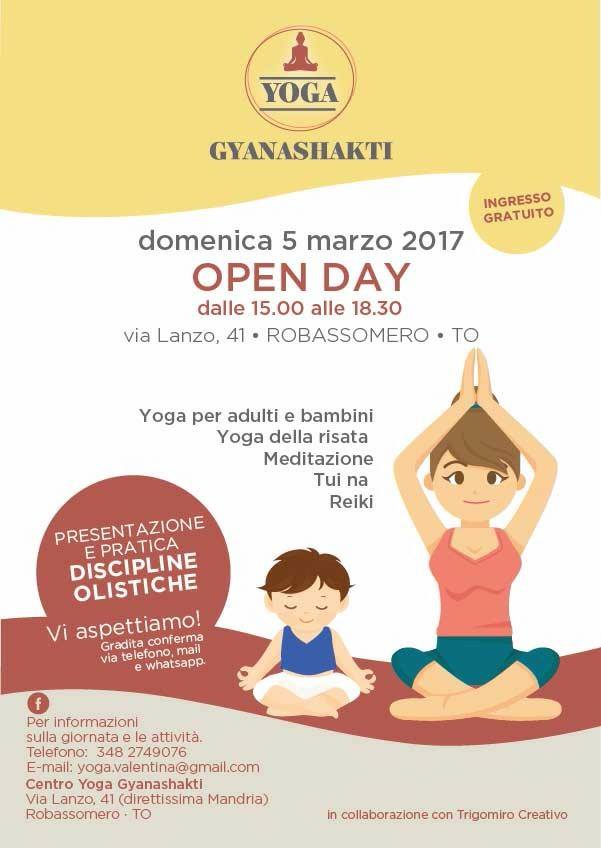 YOGA
GYANASHAKTI
INGRESSO
GRATUITO
domenica 5 marzo 2017
OPEN DAY
dalle 15.00 alle 18.30
via Lanzo, 41 • ROBASSOMERO • TO
Yoga per adulti e bambini
Yoga della risata
Meditazione
Tui na
Reiki
PRESENTAZIONE
E PRATICA
DISCIPLINE
OLISTICHE
Vi aspettiamo!
Gradita conferma
via telefono, mail
e whatsapp.
f
Per informazioni
sulla giornata e le attività.
Telefono: 348 2749076
E-mail: yoga.valentina@gmail.com
Centro Yoga Gyanashakti
Via Lanzo, 41 (direttissima Mandria)
Robassomero · TO
in collaborazione con Trigomiro Creativo